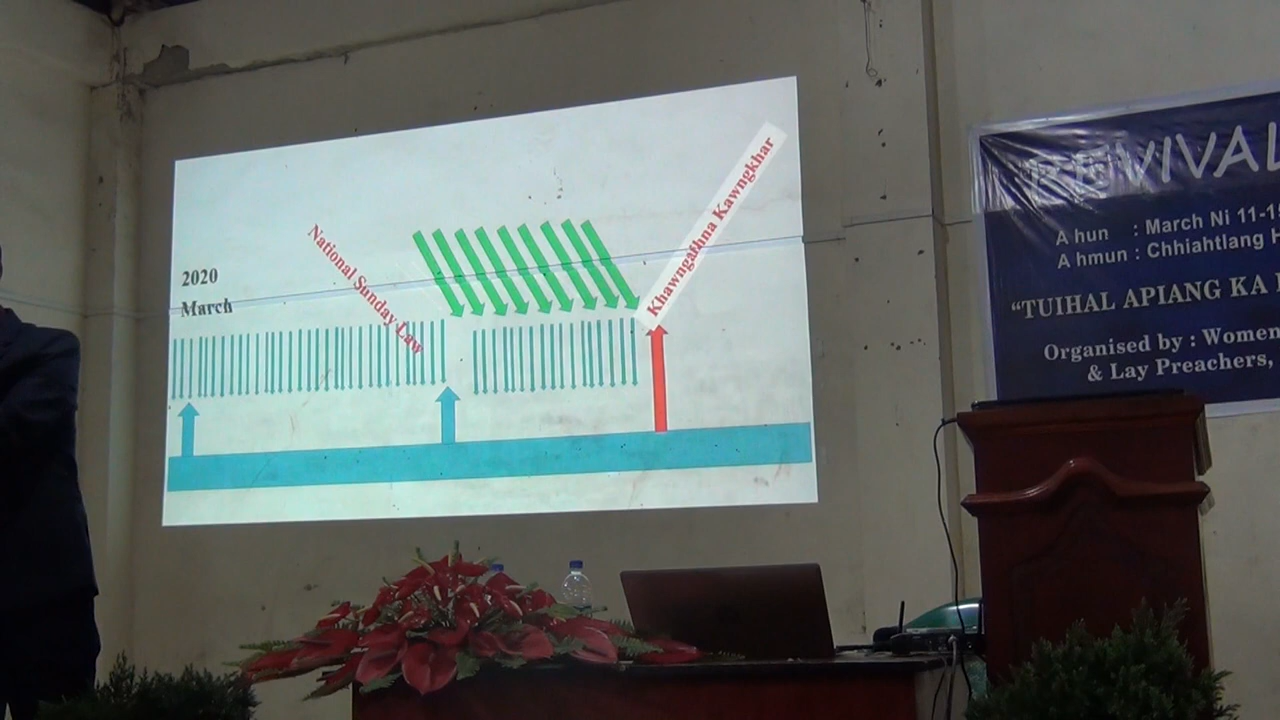 2020
March
National Sunday Law
Khawngaihna Kawngkhar
REVIVAL
A hun : March Ni 11-1
A hmun : Chhiahtlang H
“TUIHAL APIANG KA
Organised by : Women
& Lay Preachers,